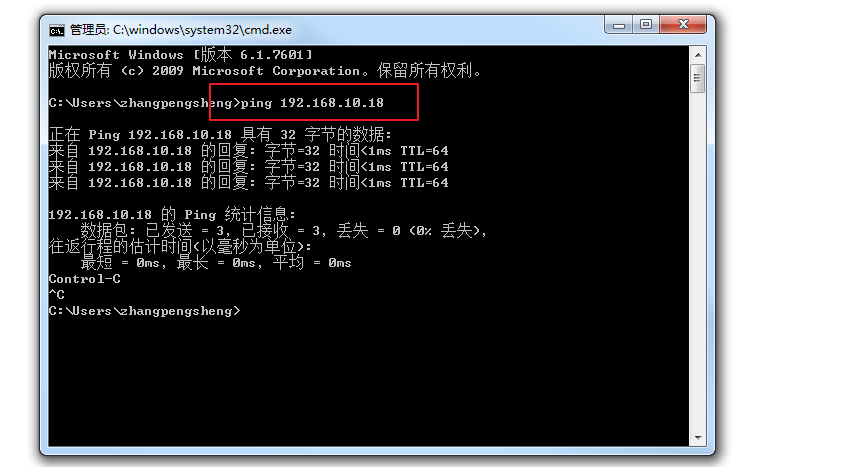 管理员: C:\windows\system32\cmd.exe
Microsoft Windows [版本 6.1.7601]
版权所有 (c) 2009 Microsoft Corporation。保留所有权利。
C:\Users\zhangpengsheng>ping 192.168.10.18
正在 Ping 192.168.10.18 具有 32 字节的数据:
来自 192.168.10.18 的回复: 字节=32 时间<1ms TTL=64
来自 192.168.10.18 的回复: 字节=32 时间<1ms TTL=64
来自 192.168.10.18 的回复: 字节=32 时间<1ms TTL=64
192.168.10.18 的 Ping 统计信息:
数据包: 已发送 = 3, 已接收 = 3, 丢失 = 0 (0% 丢失),
往返行程的估计时间(以毫秒为单位):
最短 = 0ms, 最长 = 0ms, 平均 = 0ms
Control-C
^C
C:\Users\zhangpengsheng>